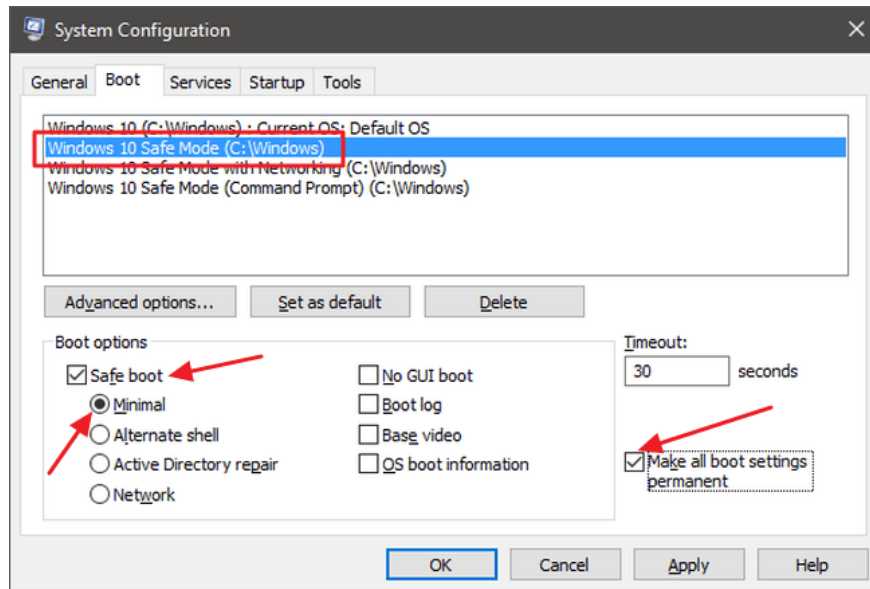 System Configuration
General Boot Services Startup Tools
Windows 10 (C:\Windows) : Current OS; Default OS
Windows 10 Safe Mode (C:\Windows)
Windows 10 Safe Mode with Networking (C:\Windows)
Windows 10 Safe Mode (Command Prompt) (C:\Windows)
Advanced options... Set as default Delete
Boot options
Timeout:
Safe boot No GUI boot 30 seconds
Minimal Boot log
Alternate shell Base video
Active Directory repair OS boot information Make all boot settings
permanent
Network
OK Cancel Apply Help